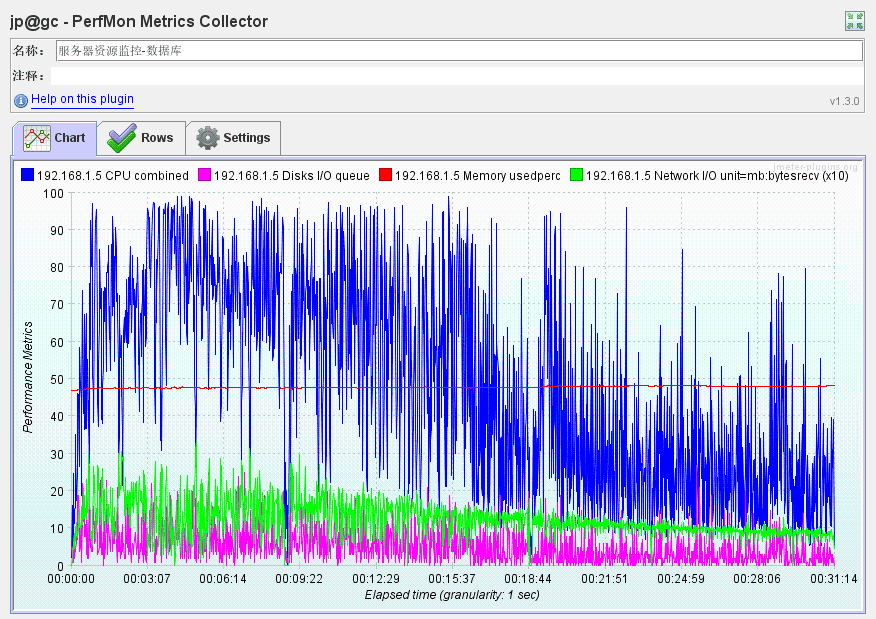 jp@gc - PerfMon Metrics Collector
名称： 服务器资源监控-数据库
注释：
Help on this plugin
v1.3.0
Chart Rows Settings
jmeter-plugins.org
192.168.1.5 CPU combined 192.168.1.5 Disks I/O queue 192.168.1.5 Memory usedperc 192.168.1.5 Network I/O unit=mb:bytesrecv (x10)
100
90
80
70
60
50
40
30
20
10
0
Performance Metrics
00:00:00 00:03:07 00:06:14 00:09:22 00:12:29 00:15:37 00:18:44 00:21:51 00:24:59 00:28:06 00:31:14
Elapsed time (granularity: 1 sec)